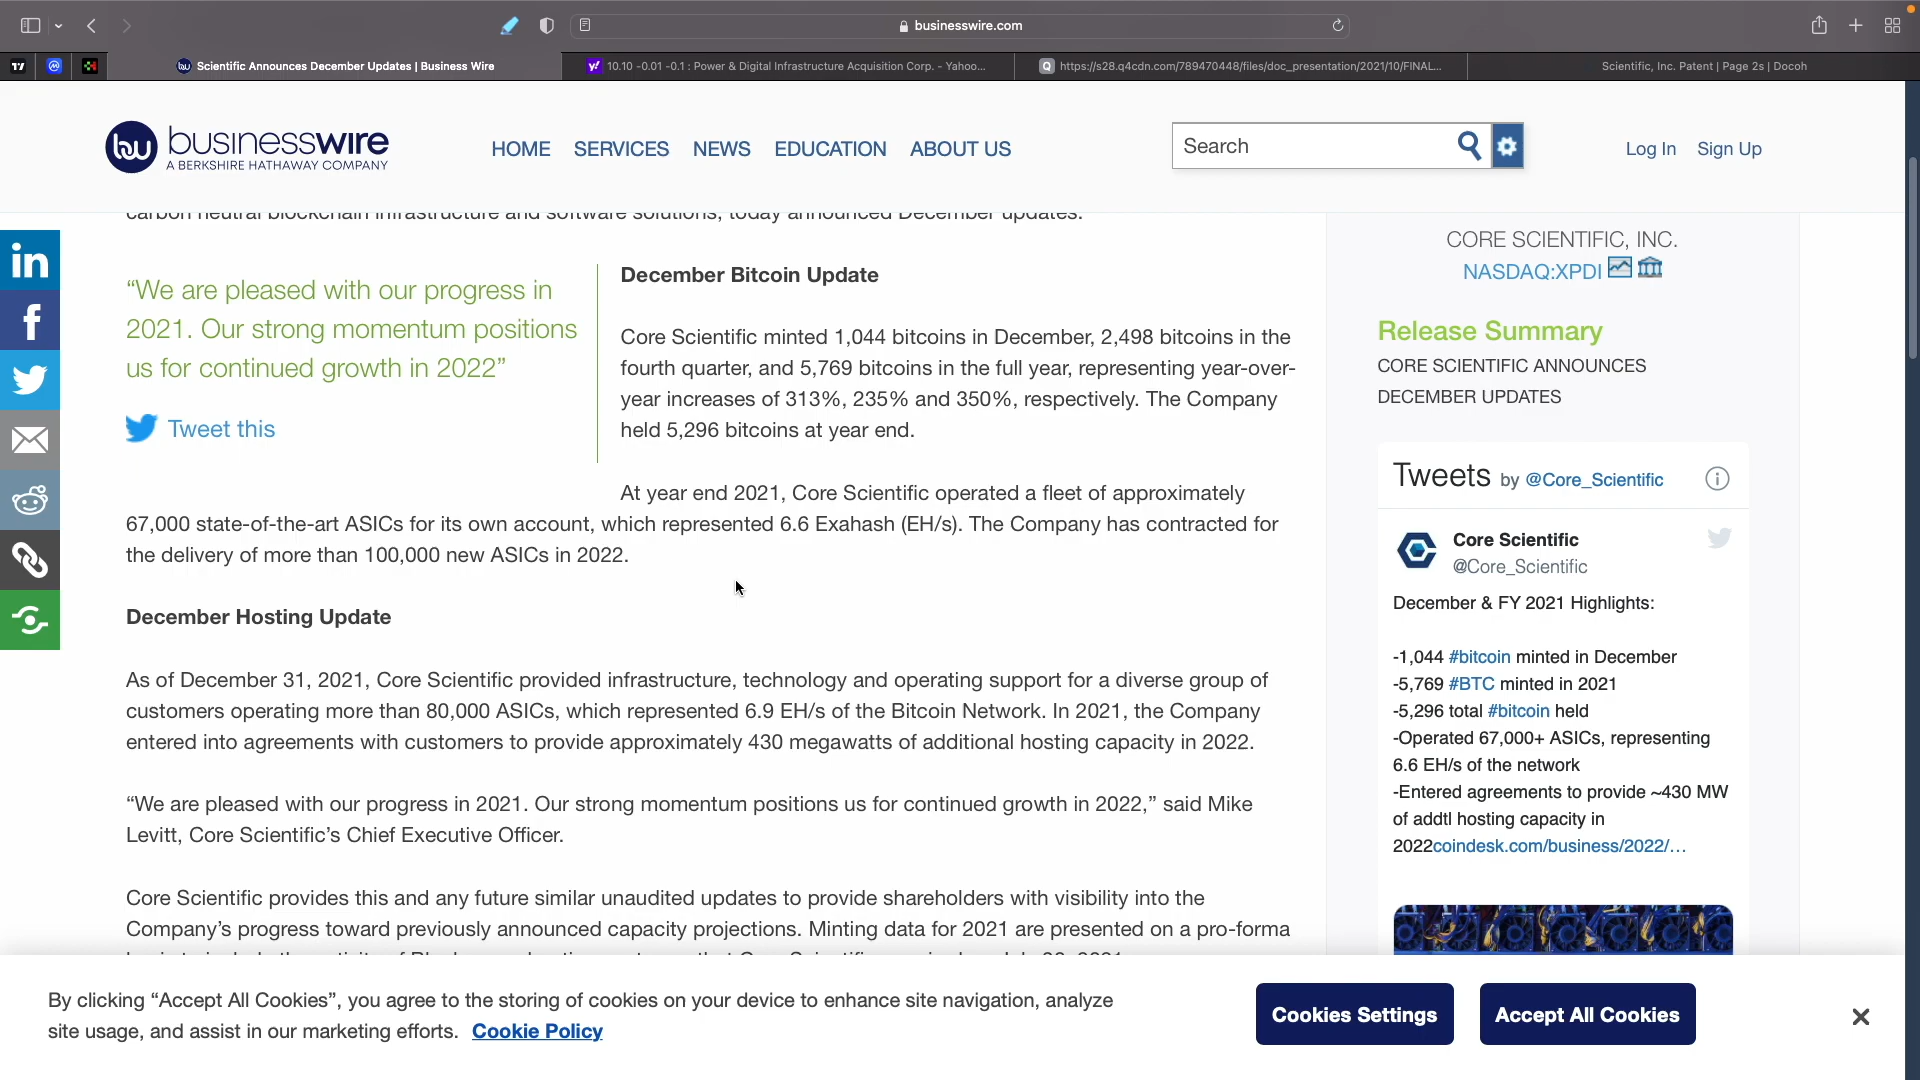 businesswire.com
Scientific Announces December Updates | Business Wire
10.10 -0.01 -0.1 : Power & Digital Infrastructure Acquisition Corp. - Yahoo...
https://s28.q4cdn.com/789470448/files/doc_presentation/2021/10/FINAL...
Scientific, Inc. Patent | Page 2s | Docoh
bw businesswire
A BERKSHIRE HATHAWAY COMPANY
HOME SERVICES NEWS EDUCATION ABOUT US
Search
Log In Sign Up
carbon neutral blockchain infrastructure and software solutions, today announced December updates.
“We are pleased with our progress in
2021. Our strong momentum positions
us for continued growth in 2022”
Tweet this
December Bitcoin Update
Core Scientific minted 1,044 bitcoins in December, 2,498 bitcoins in the
fourth quarter, and 5,769 bitcoins in the full year, representing year-over-
year increases of 313%, 235% and 350%, respectively. The Company
held 5,296 bitcoins at year end.
At year end 2021, Core Scientific operated a fleet of approximately
67,000 state-of-the-art ASICs for its own account, which represented 6.6 Exahash (EH/s). The Company has contracted for
the delivery of more than 100,000 new ASICs in 2022.
December Hosting Update
As of December 31, 2021, Core Scientific provided infrastructure, technology and operating support for a diverse group of
customers operating more than 80,000 ASICs, which represented 6.9 EH/s of the Bitcoin Network. In 2021, the Company
entered into agreements with customers to provide approximately 430 megawatts of additional hosting capacity in 2022.
“We are pleased with our progress in 2021. Our strong momentum positions us for continued growth in 2022,” said Mike
Levitt, Core Scientific’s Chief Executive Officer.
Core Scientific provides this and any future similar unaudited updates to provide shareholders with visibility into the
Company’s progress toward previously announced capacity projections. Minting data for 2021 are presented on a pro-forma
CORE SCIENTIFIC, INC.
NASDAQ:XPDI
Release Summary
CORE SCIENTIFIC ANNOUNCES
DECEMBER UPDATES
Tweets by @Core_Scientific
Core Scientific
@Core_Scientific
December & FY 2021 Highlights:
-1,044 #bitcoin minted in December
-5,769 #BTC minted in 2021
-5,296 total #bitcoin held
-Operated 67,000+ ASICs, representing
6.6 EH/s of the network
-Entered agreements to provide ~430 MW
of addtl hosting capacity in
2022coindesk.com/business/2022/…
By clicking “Accept All Cookies”, you agree to the storing of cookies on your device to enhance site navigation, analyze
site usage, and assist in our marketing efforts. Cookie Policy
Cookies Settings
Accept All Cookies